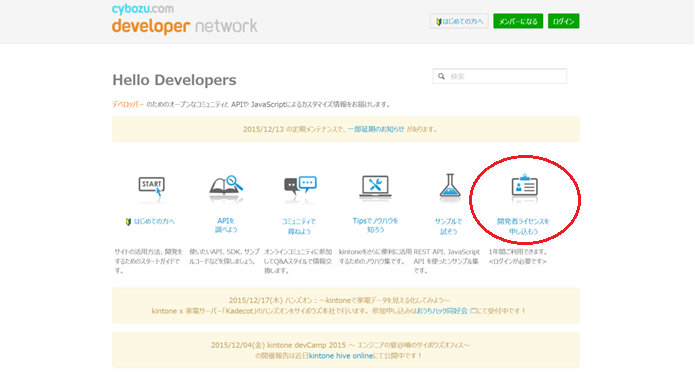 cybozu.com
developer network
はじめての方へ
メンバーになる
ログイン
Hello Developers
検索
デベロッパー のためのオープンなコミュニティと APIや JavaScriptによるカスタマイズ情報をお届けします。
2015/12/13 の定期メンテナンスで、一部延期のお知らせ があります。
START
はじめての方へ
サイトの活用方法、開発を
するためのスタートガイドで
す。
APIを
調べよう
使いたいAPI, SDK, サンプ
ルコードなどを探しましょう。
コミュニティで
尋ねよう
オンラインコミュニティに参加
してQ&Aスタイルで情報交
換します。
Tipsでノウハウを
知ろう
kintoneをさらに便利に活用
するためのノウハウ集です。
サンプルで
試そう
REST API, JavaScript
API を使ったサンプル集
です。
開発者ライセンスを
申し込もう
1年間ご利用できます。
<ログインが必要です>
2015/12/17(木) ハンズオン：～kintoneで家電データを見える化してみよう～
kintone x 家電サーバー「Kadecot」のハンズオンをサイボウズ本社で行います。参加申し込みはおうちハック同好会 にて受付中です！
2015/12/04(金) kintone devCamp 2015 ～ エンジニアの宴@噂のサイボウズオフィス～
の開催報告は近日kintone hive onlineにて公開中です！